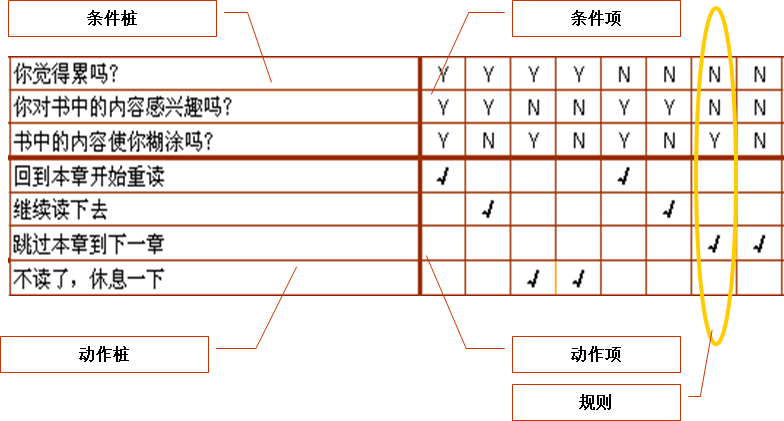 条件桩 条件项
你觉得累吗? Y Y Y Y N N N N
你对书中的内容感兴趣吗? Y Y N N Y Y N N
书中的内容使你糊涂吗? Y N Y N Y N Y N
回到本章开始重读 √ √
继续读下去 √ √
跳过本章到下一章 √ √
不读了，休息一下 √ √
动作桩 动作项
规则